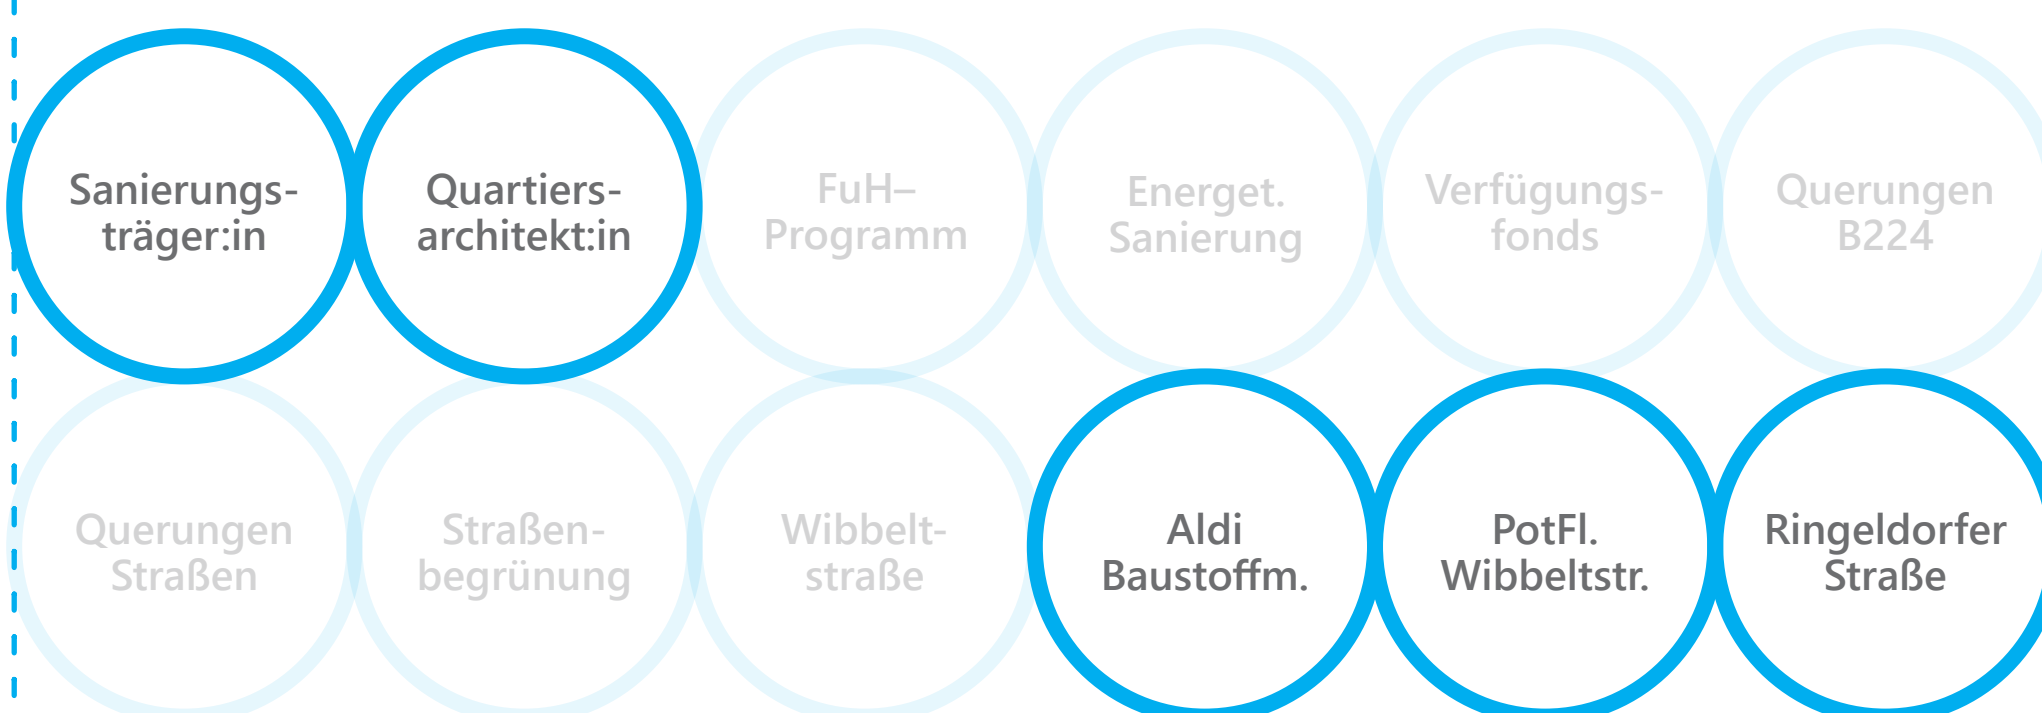 Sanierungs-
träger:in
Quartiers-
architekt:in
FuH–
Programm
Energet.
Sanierung
Verfügungs-
fonds
Querungen
B224
Querungen
Straßen
Straßen-
begrünung
Wibbelt-
straße
Aldi
Baustoffm.
PotFl.
Wibbeltstr.
Ringeldorfer
Straße